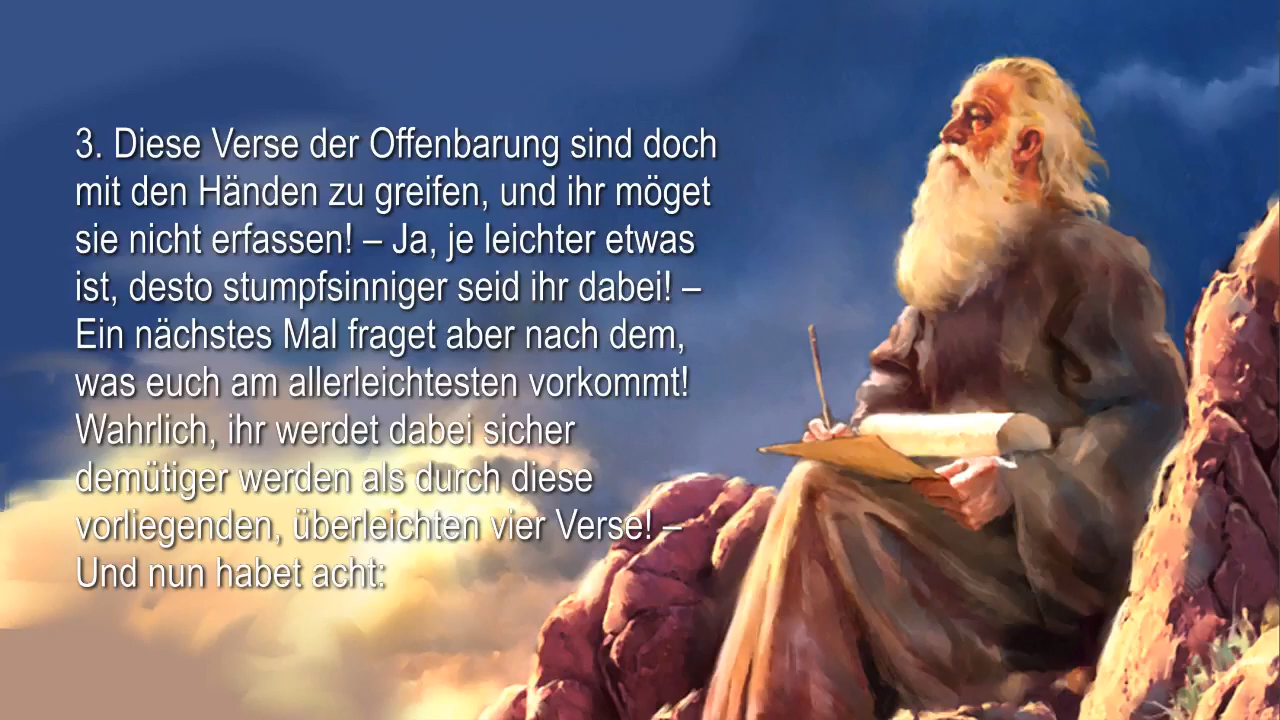 3. Diese Verse der Offenbarung sind doch
mit den Händen zu greifen, und ihr möget
sie nicht erfassen! – Ja, je leichter etwas
ist, desto stumpfsinniger seid ihr dabei! –
Ein nächstes Mal fraget aber nach dem,
was euch am allerleichtesten vorkommt!
Wahrlich, ihr werdet dabei sicher
demütiger werden als durch diese
vorliegenden, überleichten vier Verse! –
Und nun habet acht: